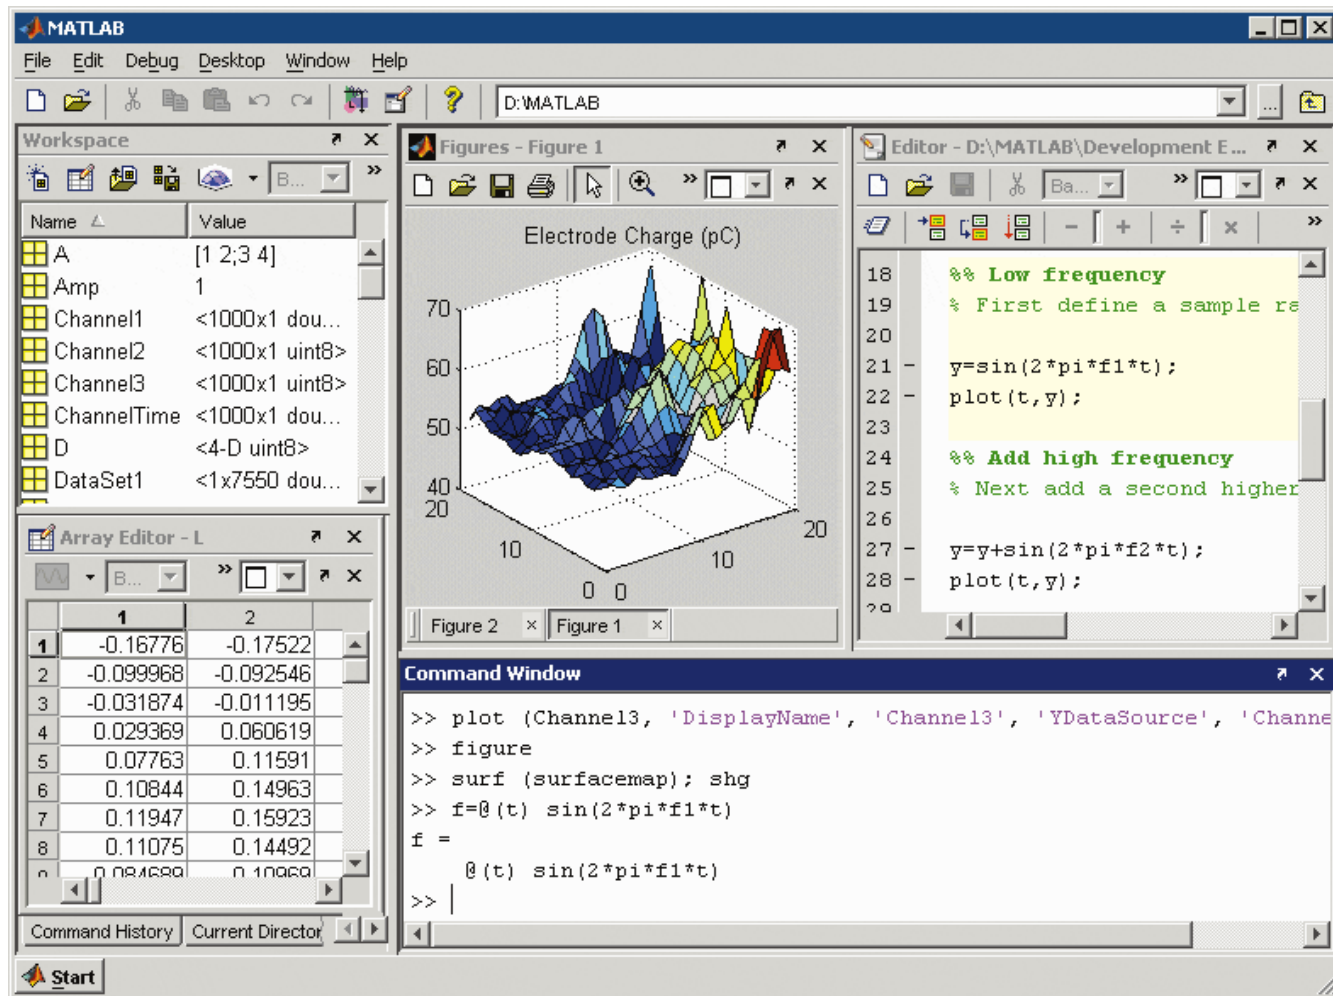 MATLAB
File Edit Debug Desktop Window Help
D:\MATLAB ...
Workspace
B...
Name Value
A [1 2;3 4]
Amp 1
Channel1 <1000x1 dou...
Channel2 <1000x1 uint8>
Channel3 <1000x1 uint8>
ChannelTime <1000x1 dou...
D <4-D uint8>
DataSet1 <1x7550 dou...
Array Editor - L
B...
1 2
1 -0.16776 -0.17522
2 -0.099968 -0.092546
3 -0.031874 -0.011195
4 0.029369 0.060619
5 0.07763 0.11591
6 0.10844 0.14963
7 0.11947 0.15923
8 0.11075 0.14492
9 0.084689 0.10969
Command History Current Director
Figures - Figure 1
Electrode Charge (pC)
70
60
50
40
20
10
0
0
10
20
Figure 2 × Figure 1 ×
Editor - D:\MATLAB\Development E...
Ba...
− + ÷ ×
18 %% Low frequency
19 % First define a sample ra
20
21 - y=sin(2*pi*f1*t);
22 - plot(t,y);
23
24 %% Add high frequency
25 % Next add a second higher
26
27 - y=y+sin(2*pi*f2*t);
28 - plot(t,y);
29
Command Window
>> plot (Channel3, 'DisplayName', 'Channel3', 'YDataSource', 'Channe
>> figure
>> surf (surfacemap); shg
>> f=@(t) sin(2*pi*f1*t)
f =
@(t) sin(2*pi*f1*t)
>>
Start